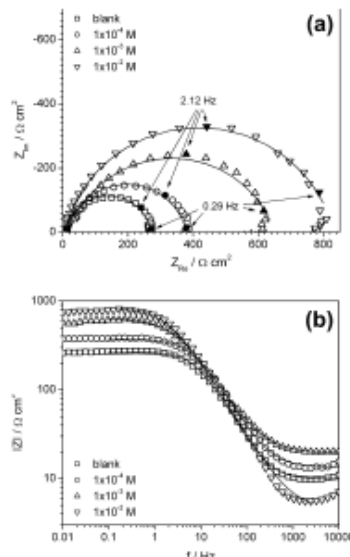 (a)
blank
1x10⁻⁴ M
1x10⁻³ M
1x10⁻² M
-600
-400
-200
0
Z_Im / Ω cm²
2.12 Hz
0.29 Hz
0 200 400 600 800
Z_Re / Ω cm²
(b)
1000
100
10
|Z| / Ω cm²
blank
1x10⁻⁴ M
1x10⁻³ M
1x10⁻² M
0.01 0.1 1 10 100 1000 10000
f / Hz